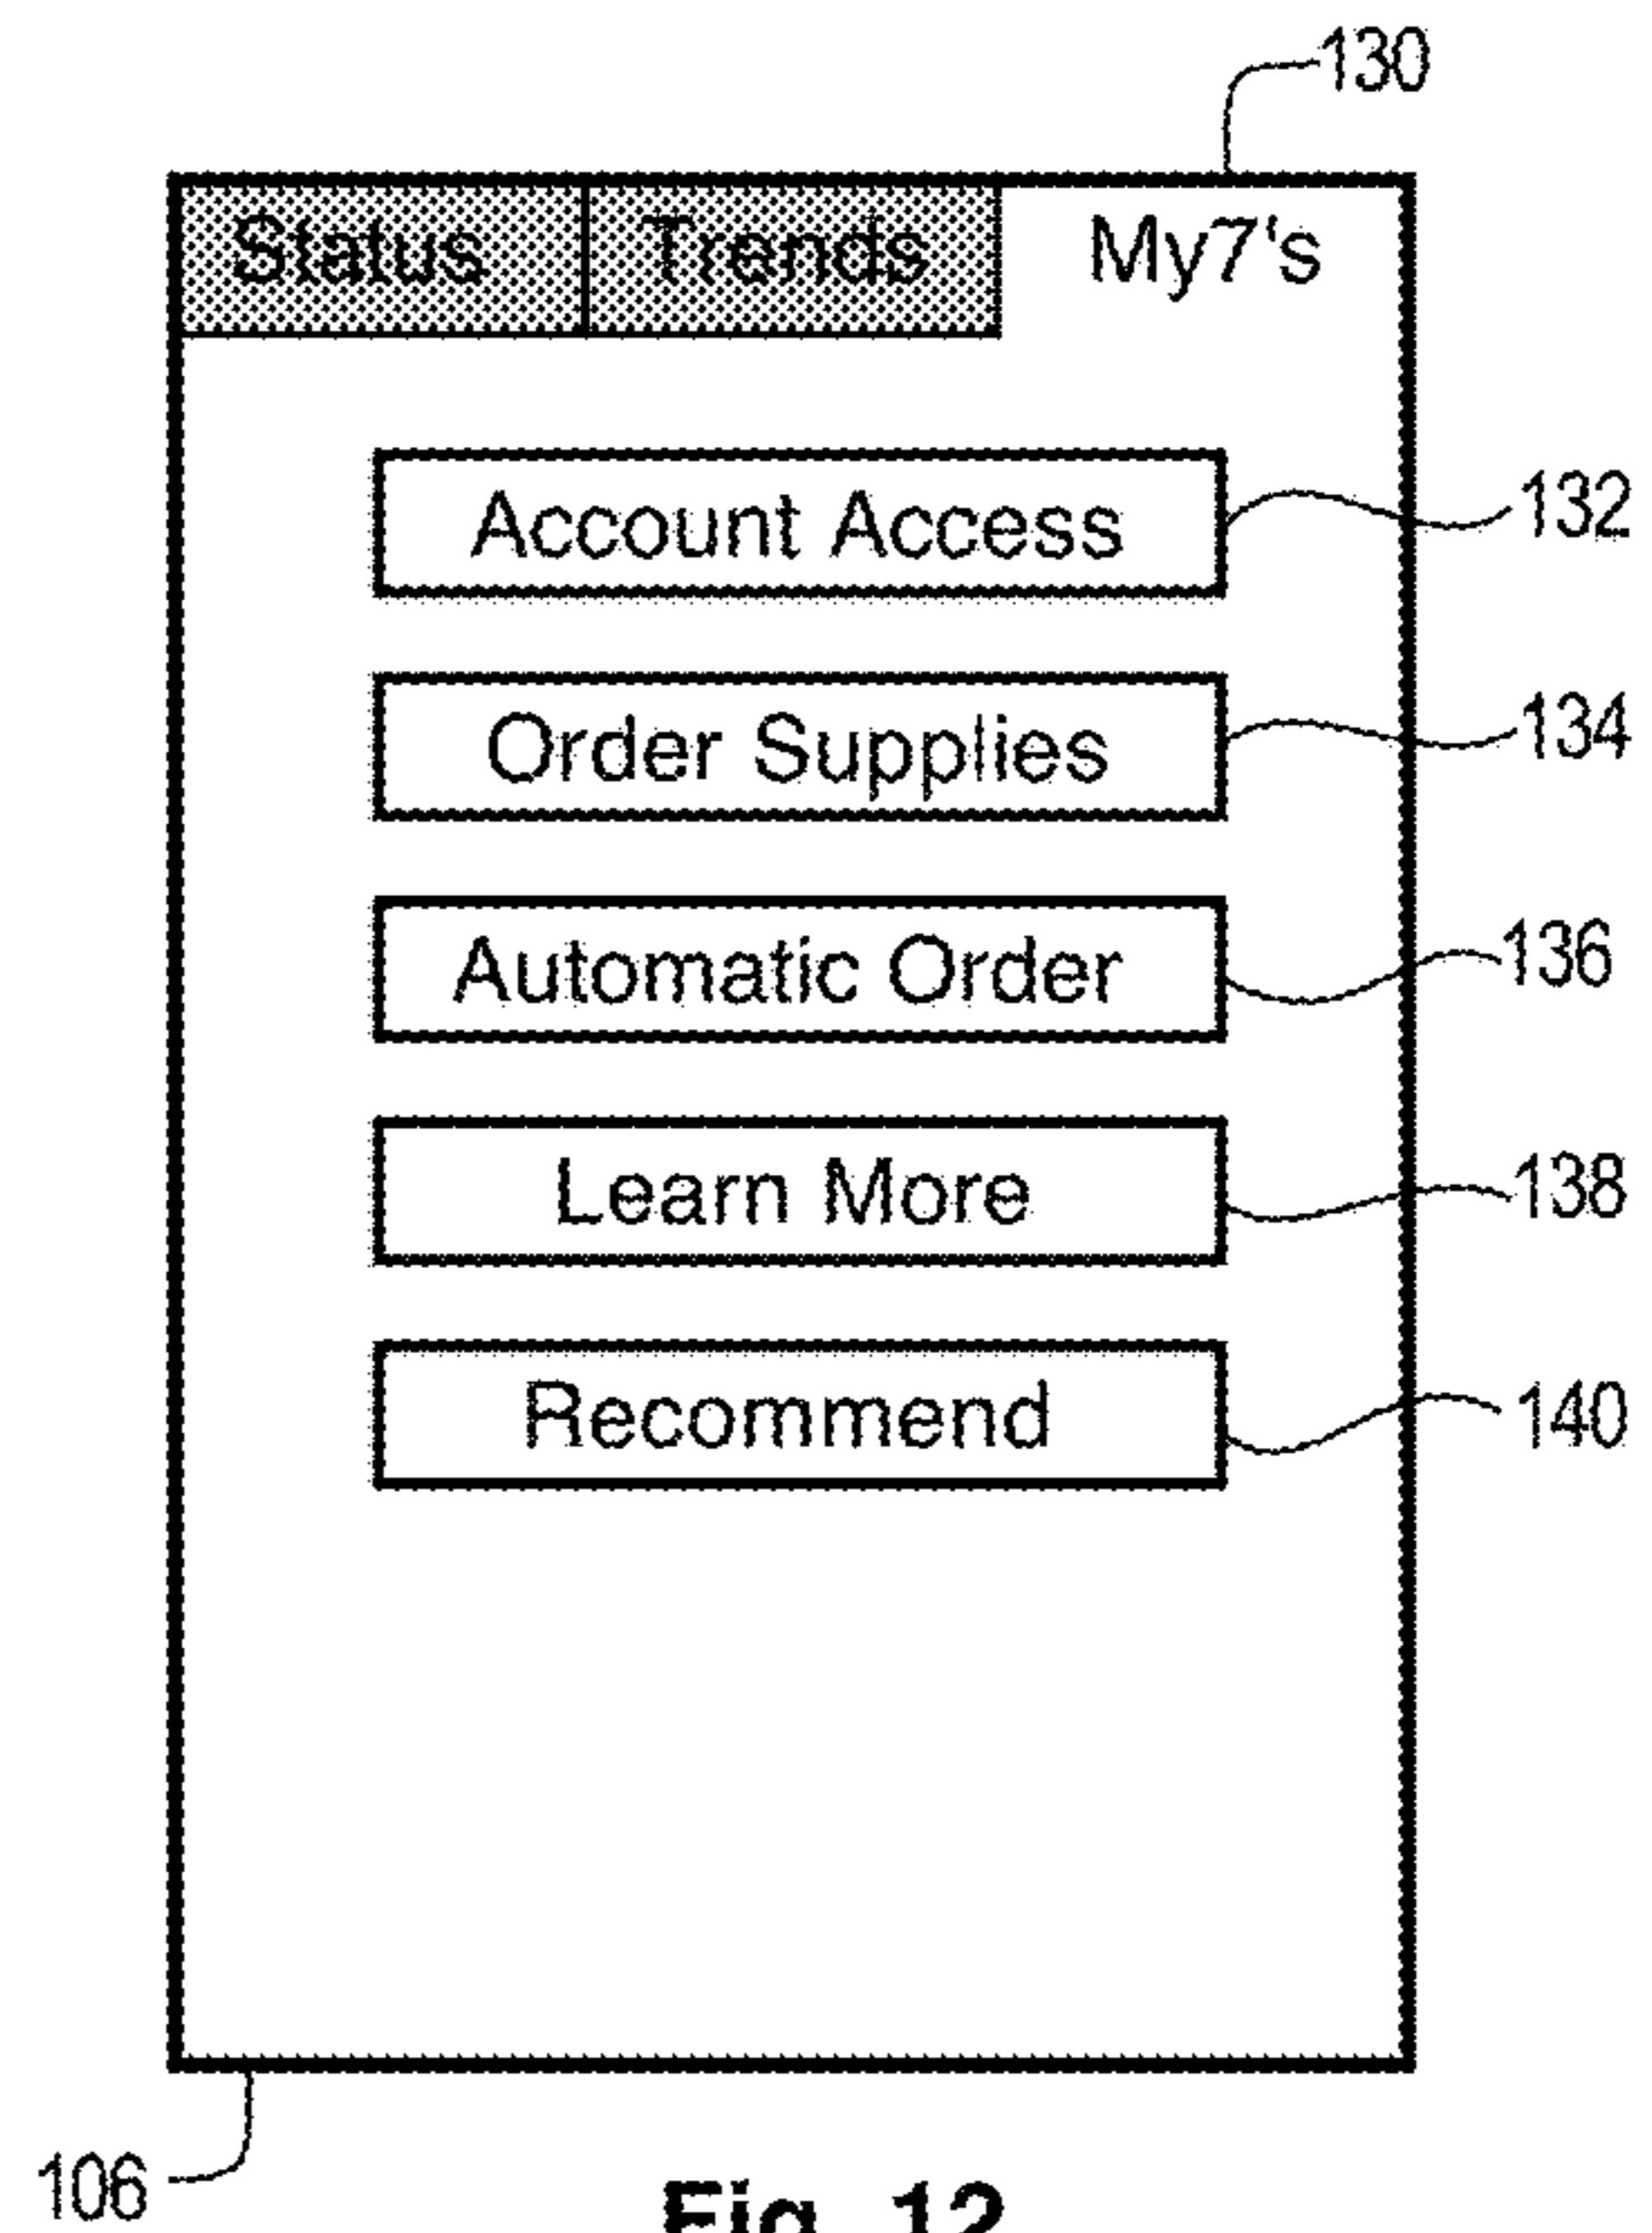 130
Status Trends My7's
Account Access 132
Order Supplies 134
Automatic Order 136
Learn More 138
Recommend 140
106
Fig. 12